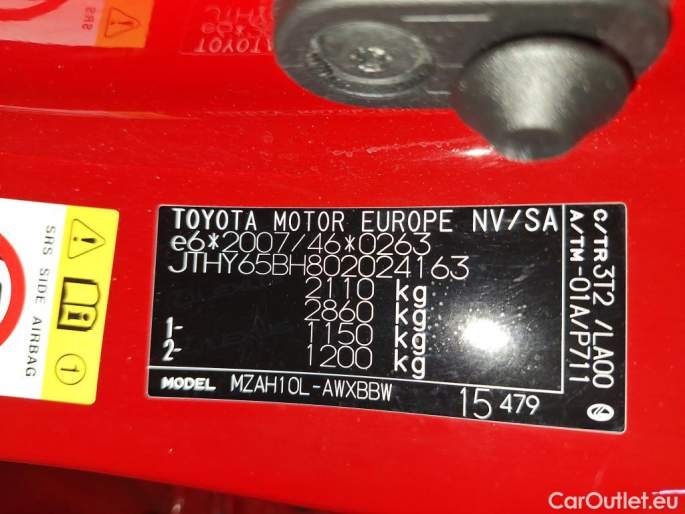 TOYOTA MOTOR EUROPE NV/SA
e6*2007/46*0263
JTHY65BH802024163
2110 kg
2860 kg
1- 1150 kg
2- 1200 kg
MODEL MZAH10L-AWXBBW
15 479
C/TR 3T2 /LA00
A/TM -01A/P711
SRS SIDE AIRBAG
1
CarOutlet.eu